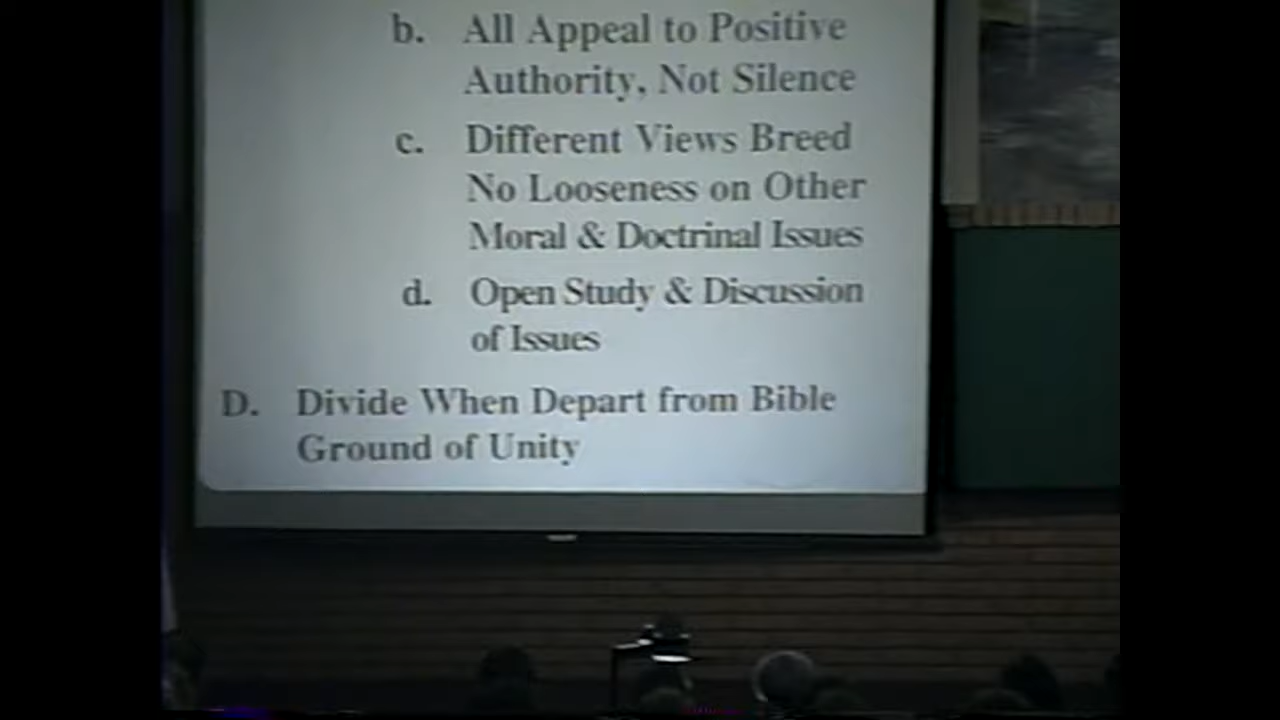 b. All Appeal to Positive
Authority, Not Silence
c. Different Views Breed
No Looseness on Other
Moral & Doctrinal Issues
d. Open Study & Discussion
of Issues
D. Divide When Depart from Bible
Ground of Unity